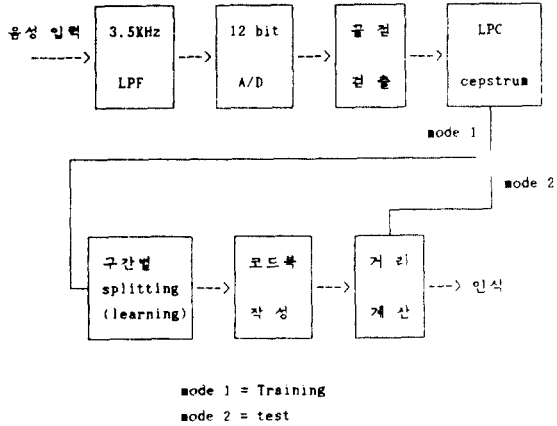 음성 입력
3.5KHz
LPF
12 bit
A/D
끝점
검출
LPC
cepstrum
mode 1
mode 2
구간별
splitting
(learning)
코드북
작성
거리
계산
인식
mode 1 = Training
mode 2 = test